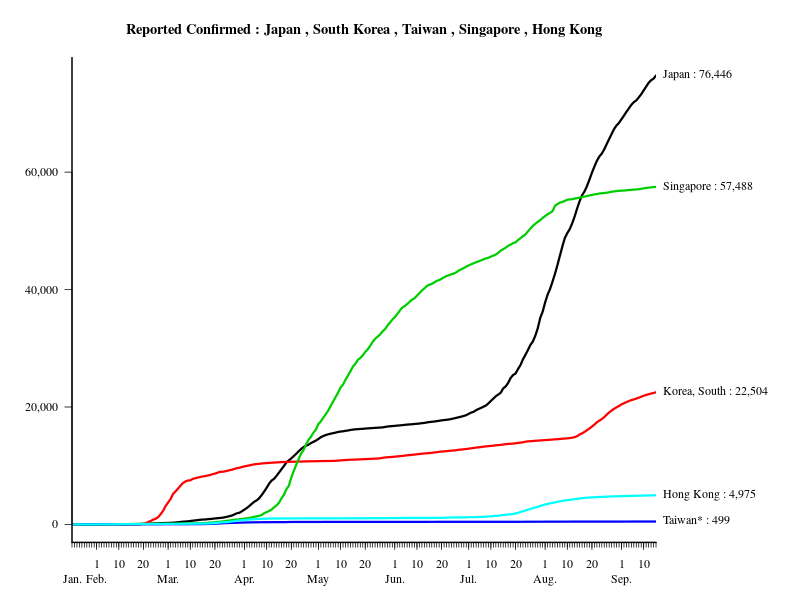 Reported Confirmed : Japan , South Korea , Taiwan , Singapore , Hong Kong
Japan : 76,446
60,000
Singapore : 57,488
40,000
Korea, South : 22,504
20,000
Hong Kong : 4,975
Taiwan* : 499
0
1 10 20 1 10 20 1 10 20 1 10 20 1 10 20 1 10 20 1 10 20 1 10
Jan. Feb. Mar. Apr. May Jun. Jul. Aug. Sep.